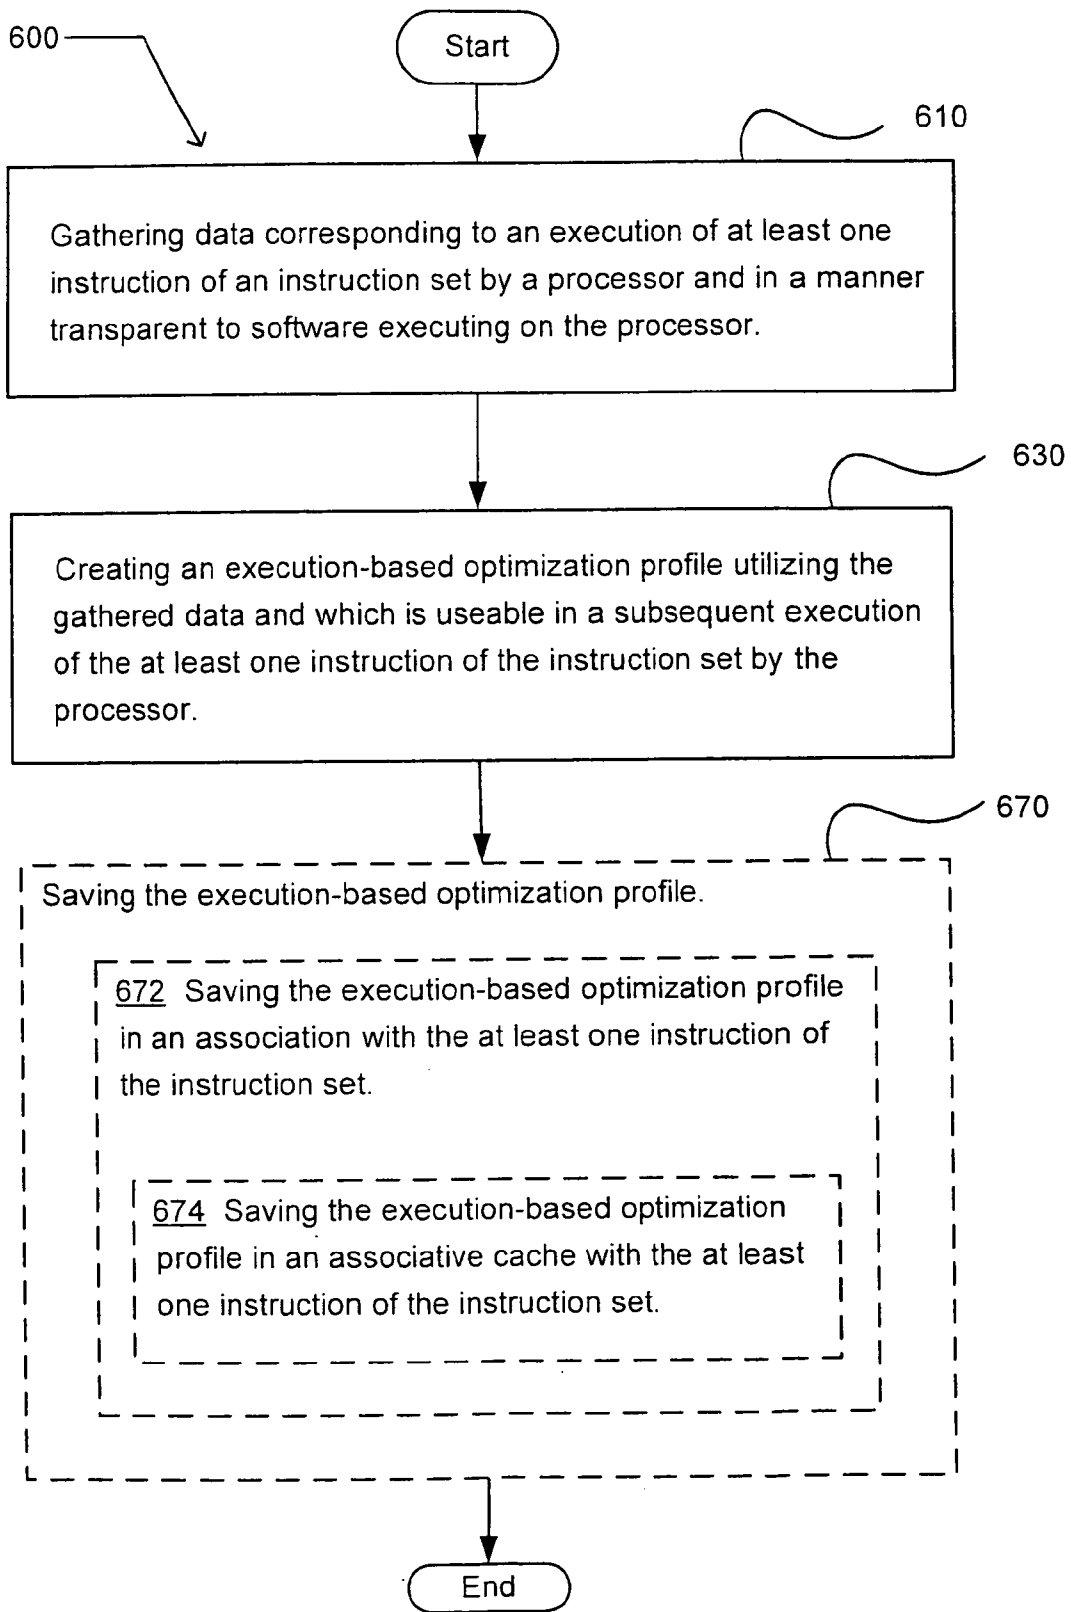 600
Start
610
Gathering data corresponding to an execution of at least one
instruction of an instruction set by a processor and in a manner
transparent to software executing on the processor.
630
Creating an execution-based optimization profile utilizing the
gathered data and which is useable in a subsequent execution
of the at least one instruction of the instruction set by the
processor.
670
Saving the execution-based optimization profile.
672 Saving the execution-based optimization profile
in an association with the at least one instruction of
the instruction set.
674 Saving the execution-based optimization
profile in an associative cache with the at least
one instruction of the instruction set.
End